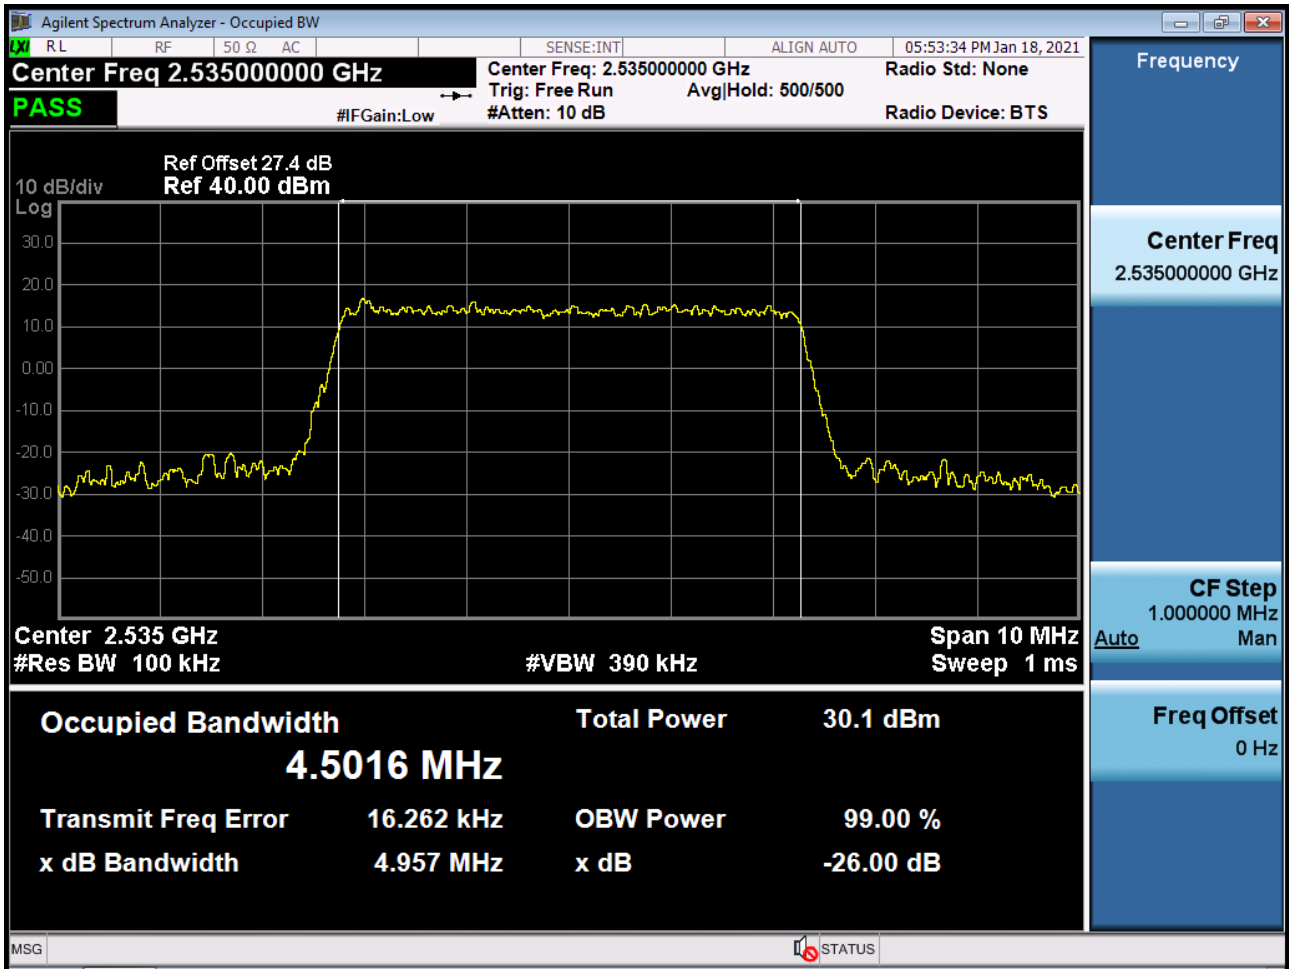 Agilent Spectrum Analyzer - Occupied BW
LXI RL RF 50 Ω AC SENSE:INT ALIGN AUTO 05:53:34 PM Jan 18, 2021
Center Freq 2.535000000 GHz
PASS
#IFGain:Low
Center Freq: 2.535000000 GHz
Trig: Free Run Avg|Hold: 500/500
#Atten: 10 dB
Radio Std: None
Radio Device: BTS
Ref Offset 27.4 dB
10 dB/div Ref 40.00 dBm
Log
30.0
20.0
10.0
0.00
-10.0
-20.0
-30.0
-40.0
-50.0
Center 2.535 GHz Span 10 MHz
#Res BW 100 kHz #VBW 390 kHz Sweep 1 ms
Occupied Bandwidth Total Power 30.1 dBm
4.5016 MHz
Transmit Freq Error 16.262 kHz OBW Power 99.00 %
x dB Bandwidth 4.957 MHz x dB -26.00 dB
MSG STATUS
Frequency
Center Freq
2.535000000 GHz
CF Step
1.000000 MHz
Auto Man
Freq Offset
0 Hz